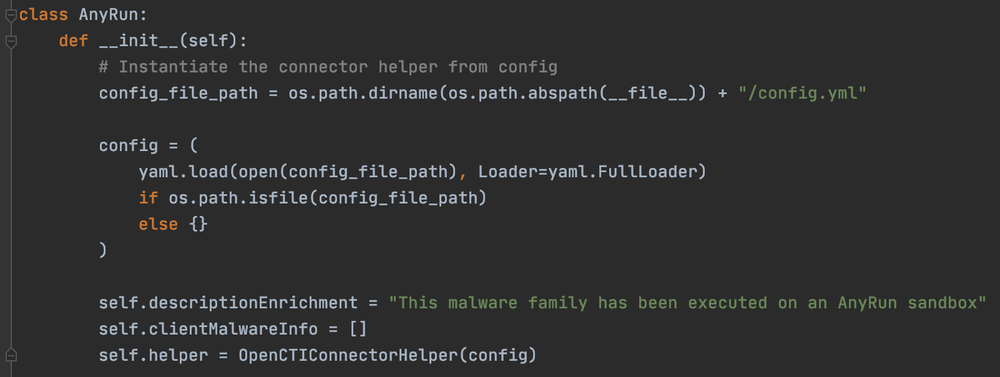 class AnyRun:
    def __init__(self):
        # Instantiate the connector helper from config
        config_file_path = os.path.dirname(os.path.abspath(__file__)) + "/config.yml"

        config = (
            yaml.load(open(config_file_path), Loader=yaml.FullLoader)
            if os.path.isfile(config_file_path)
            else {}
        )

        self.descriptionEnrichment = "This malware family has been executed on an AnyRun sandbox"
        self.clientMalwareInfo = []
        self.helper = OpenCTIConnectorHelper(config)